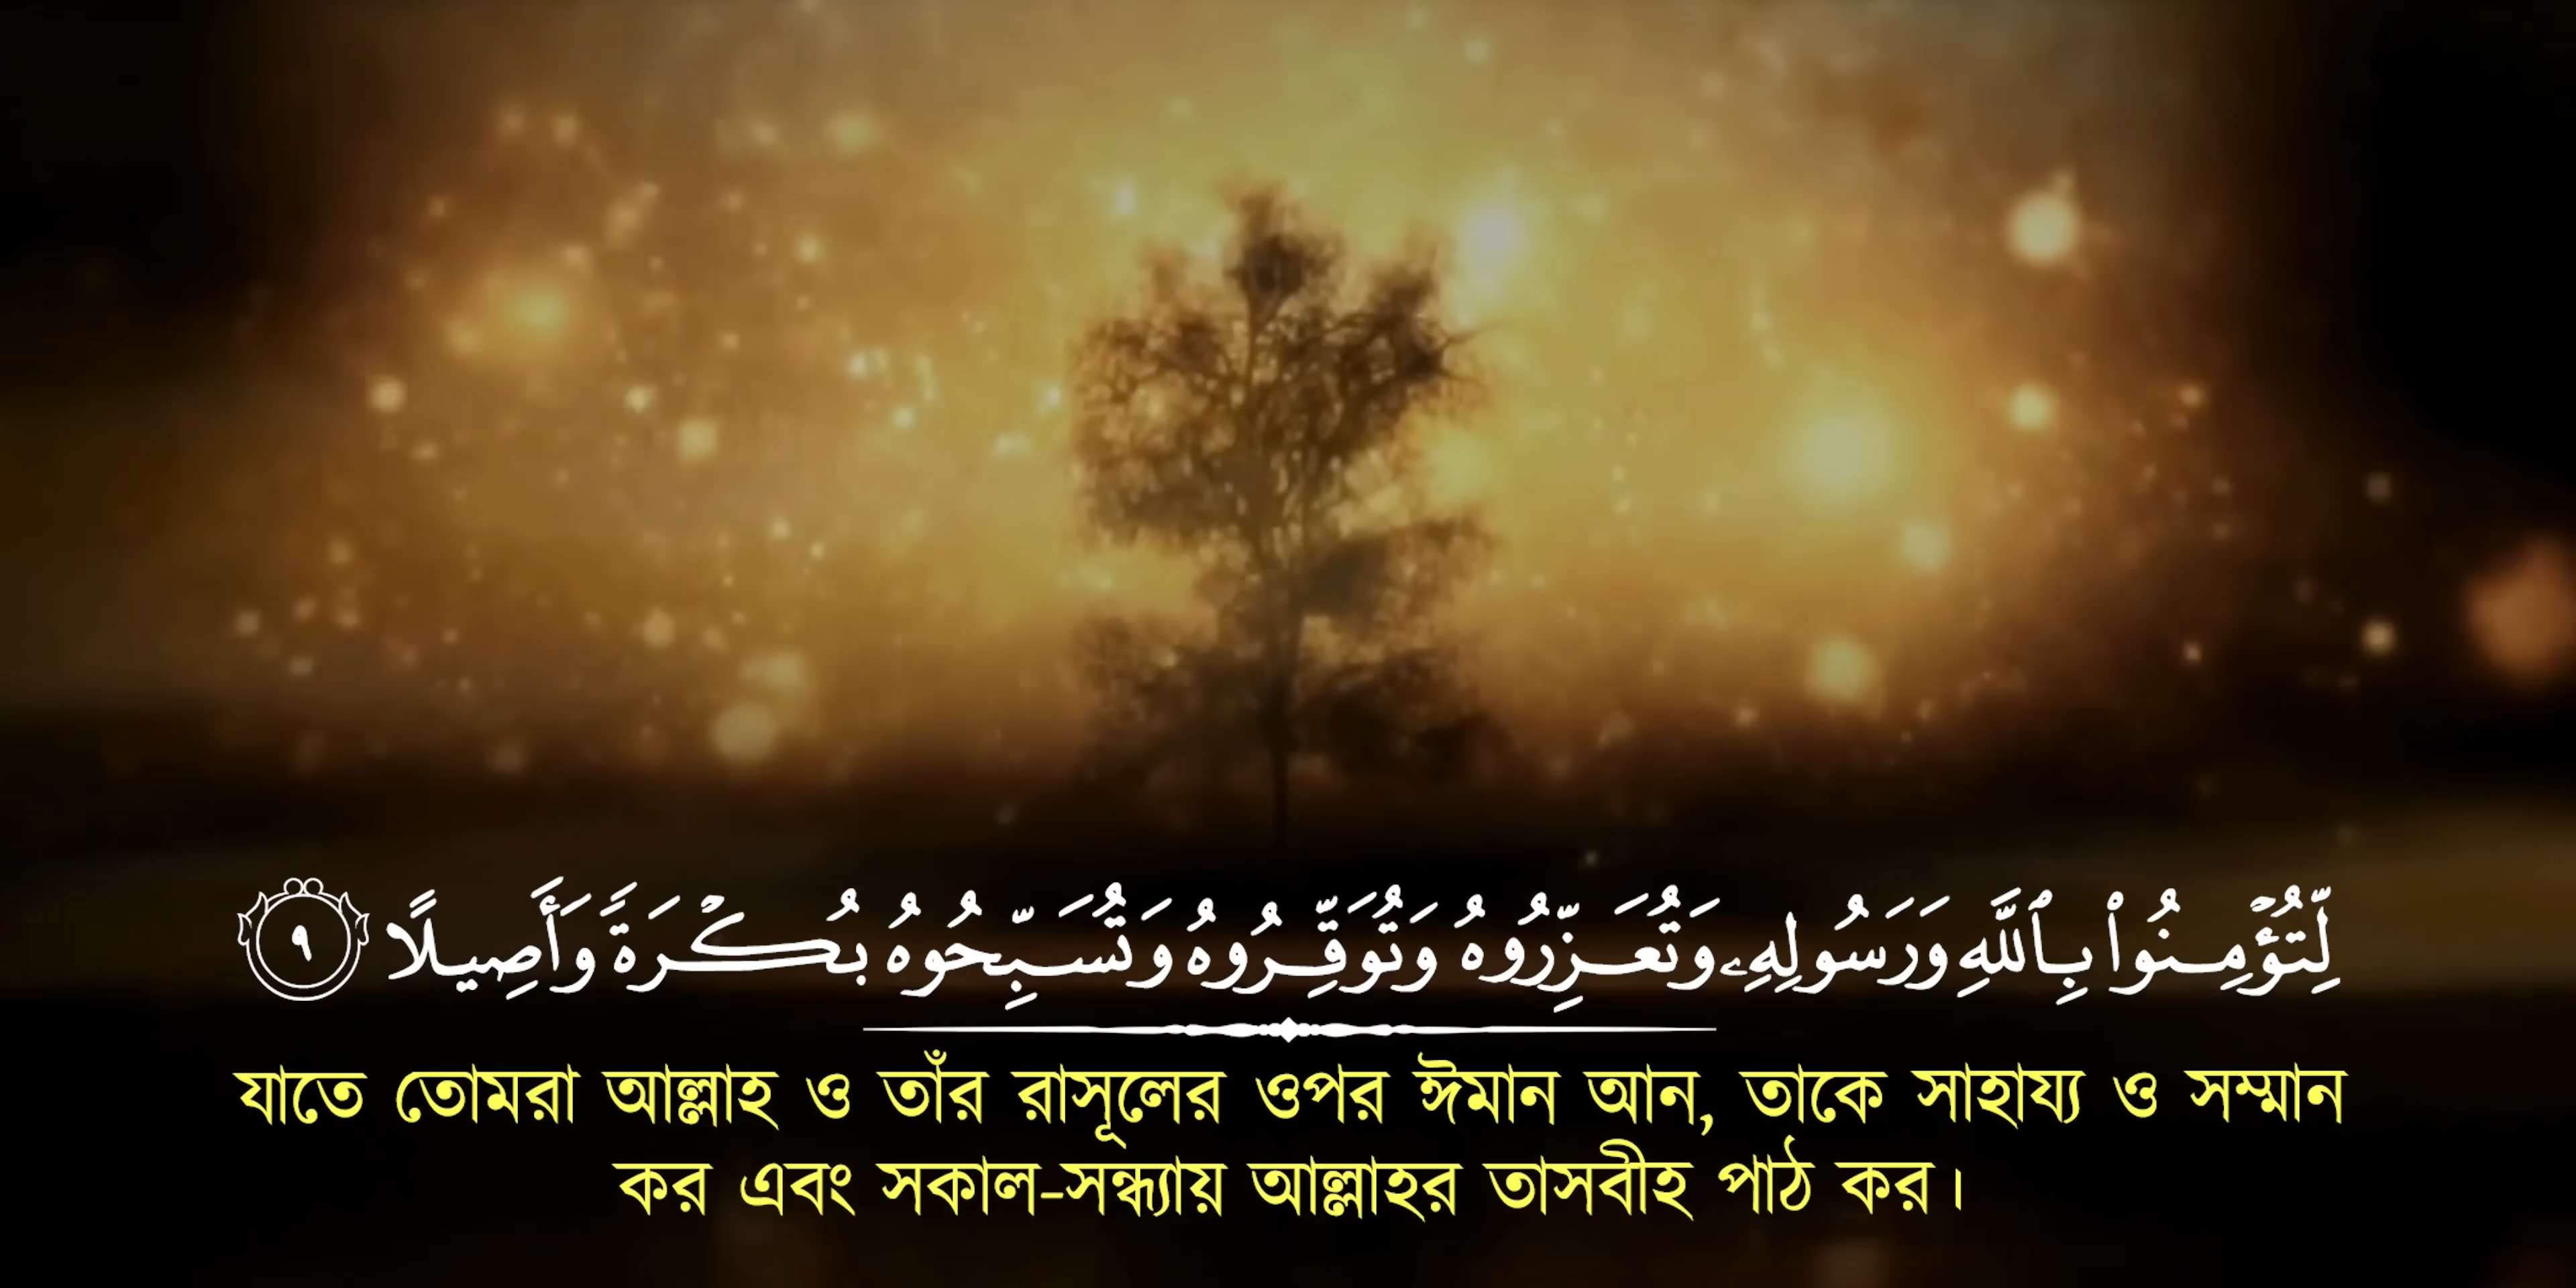 لِّتُؤْمِنُوا۟ بِٱللَّهِ وَرَسُولِهِۦ وَتُعَزِّرُوهُ وَتُوَقِّرُوهُ وَتُسَبِّحُوهُ بُكْرَةً وَأَصِيلًا ٩
যাতে তোমরা আল্লাহ ও তাঁর রাসূলের ওপর ঈমান আন, তাকে সাহায্য ও সম্মান
কর এবং সকাল-সন্ধ্যায় আল্লাহর তাসবীহ পাঠ কর।